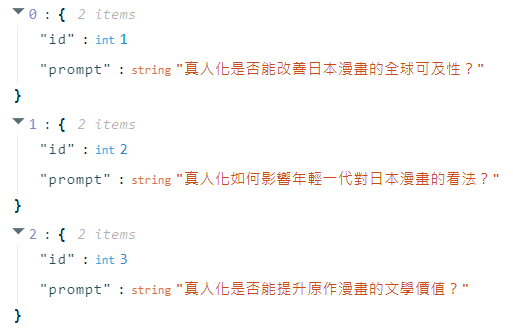 0 : { 2 items
"id" : int 1
"prompt" : string "真人化是否能改善日本漫畫的全球可及性？"
}
1 : { 2 items
"id" : int 2
"prompt" : string "真人化如何影響年輕一代對日本漫畫的看法？"
}
2 : { 2 items
"id" : int 3
"prompt" : string "真人化是否能提升原作漫畫的文學價值？"
}